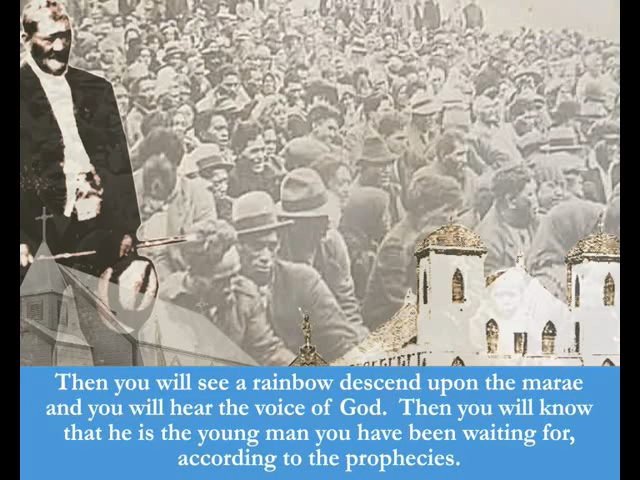 Then you will see a rainbow descend upon the marae
and you will hear the voice of God.  Then you will know
that he is the young man you have been waiting for,
according to the prophecies.